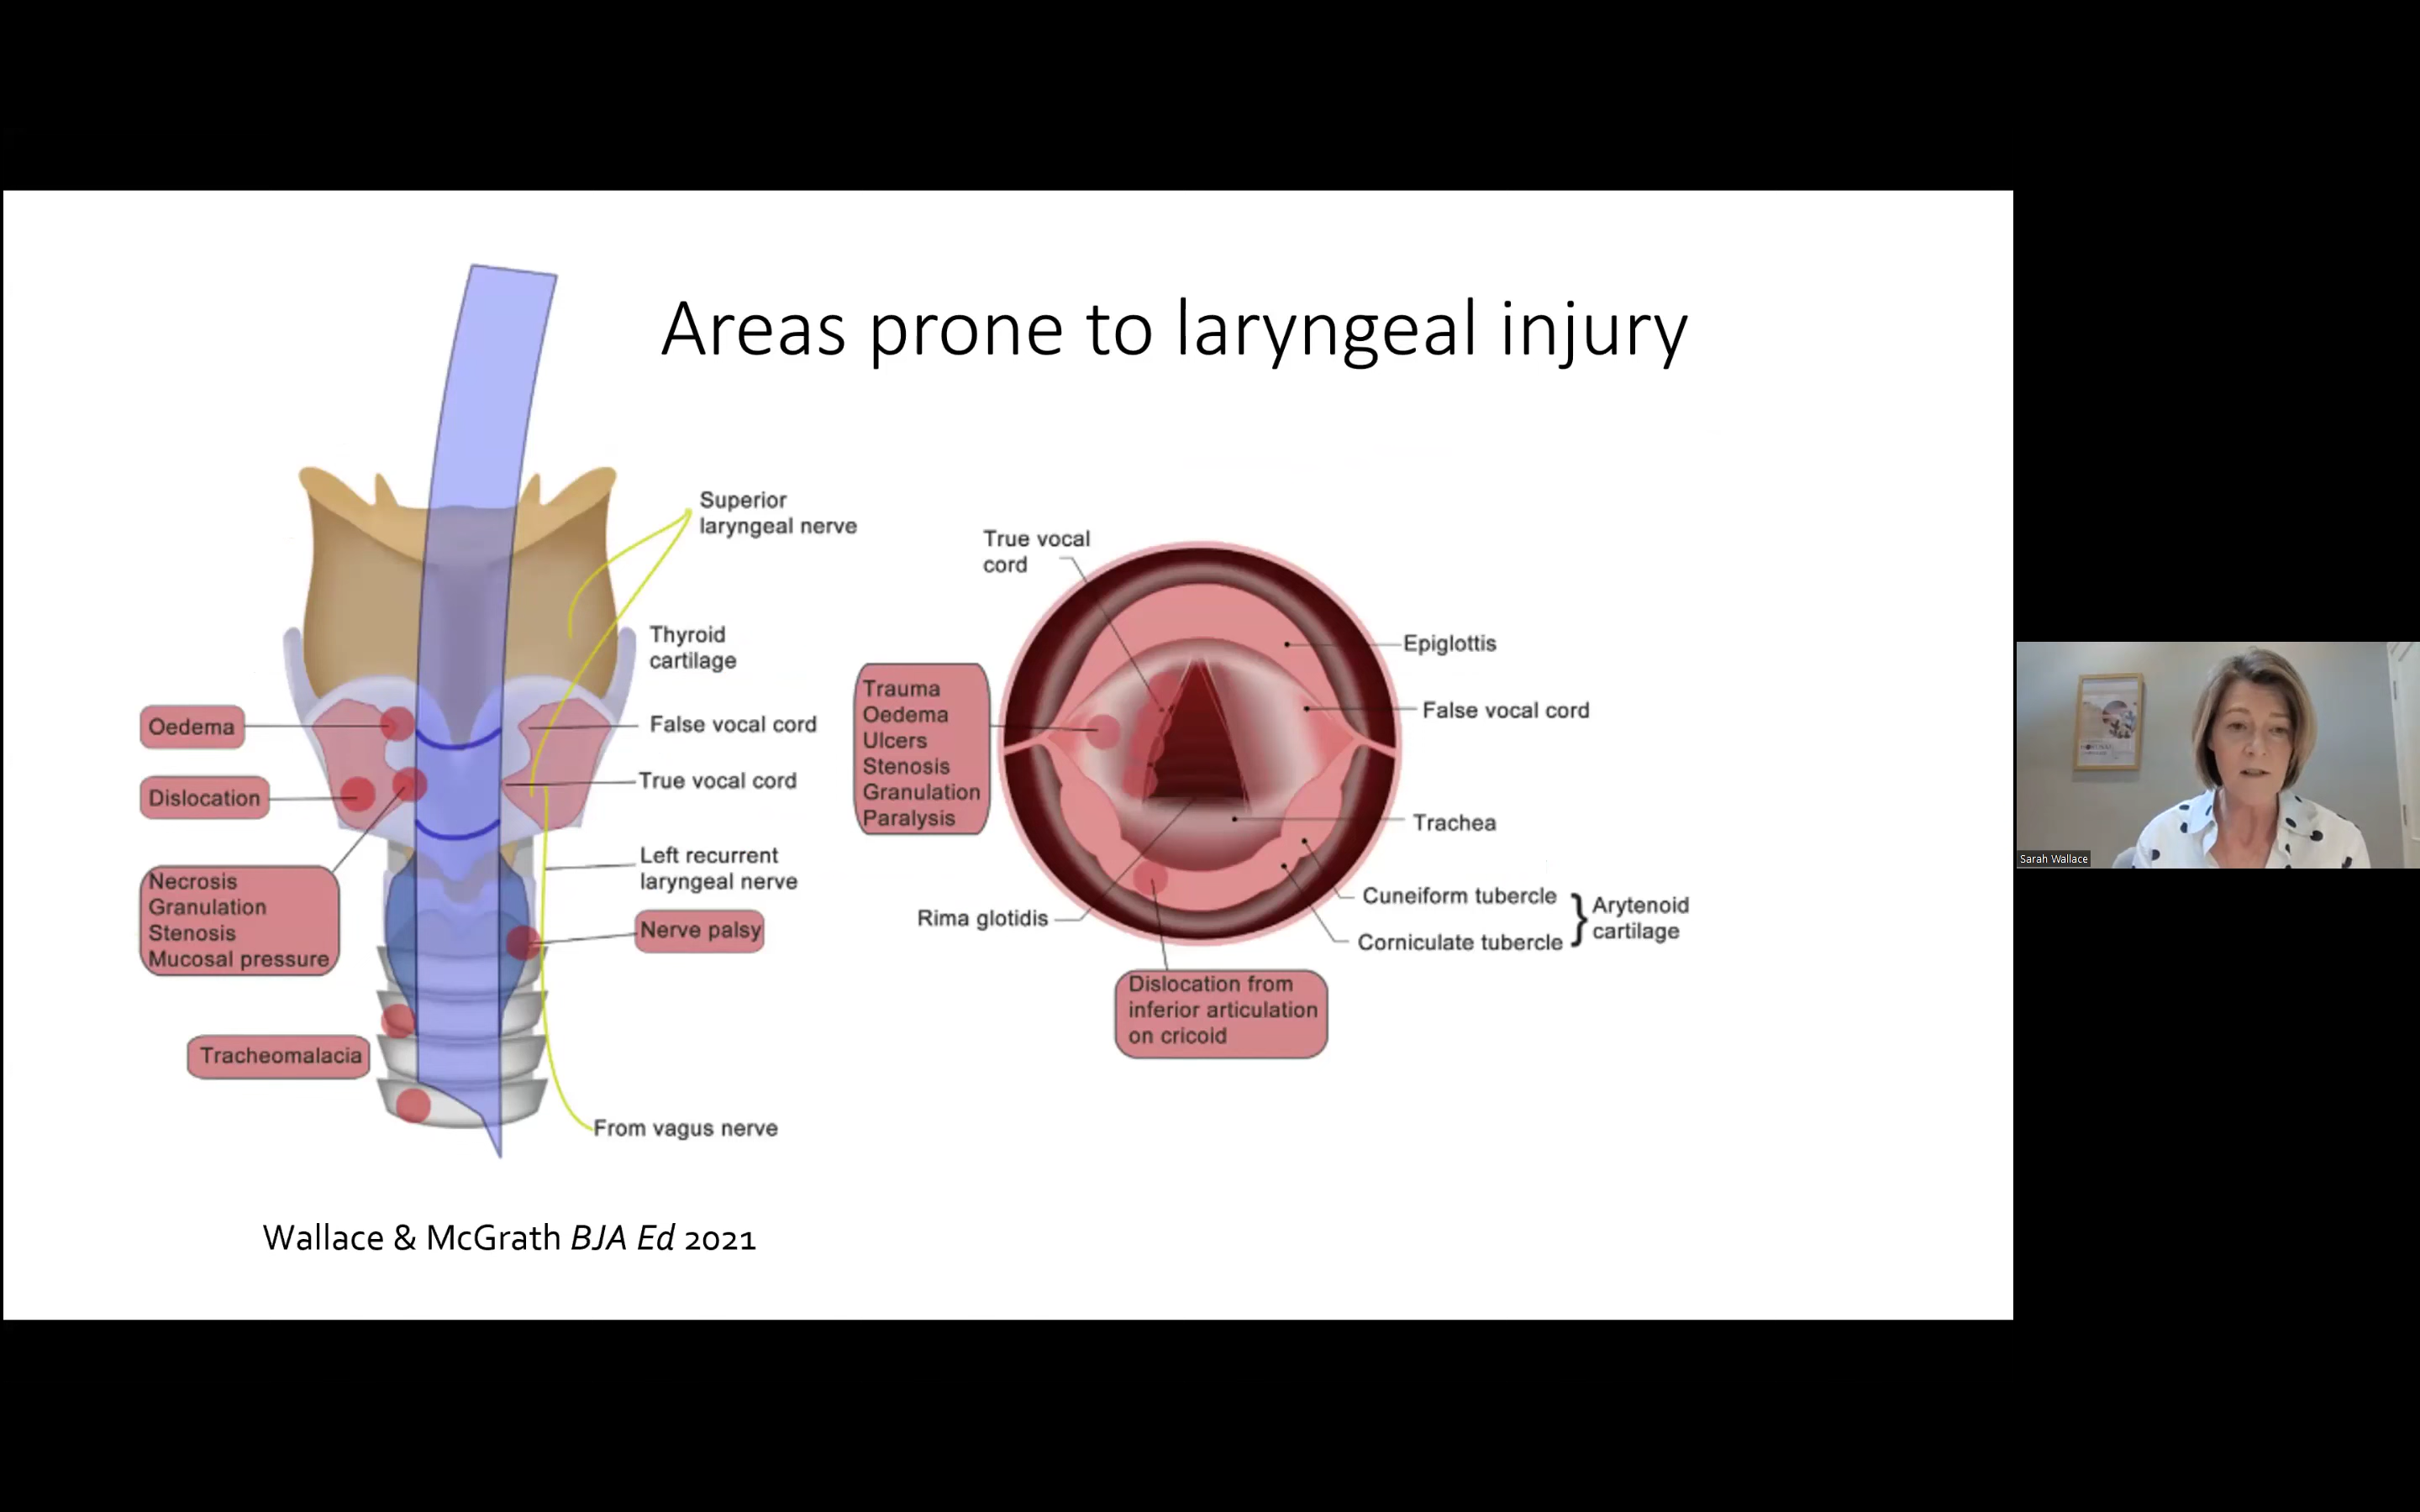 Areas prone to laryngeal injury
Superior
laryngeal nerve
Thyroid
cartilage
Oedema
False vocal cord
Dislocation
True vocal cord
Necrosis
Granulation
Stenosis
Mucosal pressure
Left recurrent
laryngeal nerve
Nerve palsy
Tracheomalacia
From vagus nerve
True vocal
cord
Epiglottis
Trauma
Oedema
Ulcers
Stenosis
Granulation
Paralysis
False vocal cord
Trachea
Rima glotidis
Cuneiform tubercle
Corniculate tubercle
} Arytenoid
cartilage
Dislocation from
inferior articulation
on cricoid
Wallace & McGrath BJA Ed 2021
Sarah Wallace